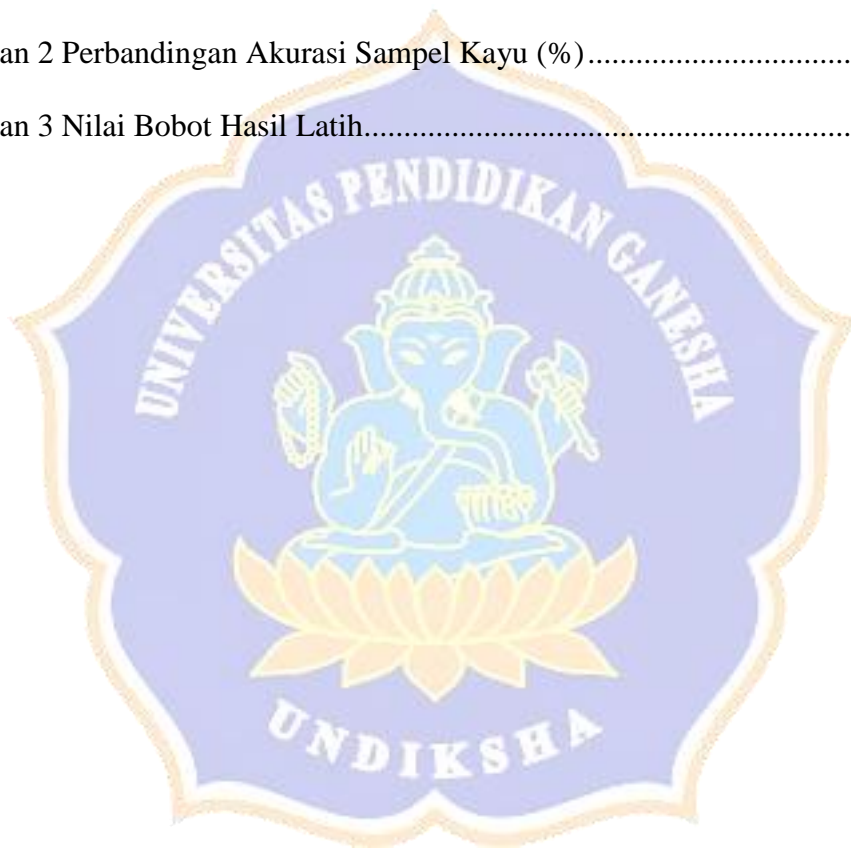 an 2 Perbandingan Akurasi Sampel Kayu (%).................................
an 3 Nilai Bobot Hasil Latih.............................................................
UNIVERSITAS PENDIDIKAN GANESHA
UNDIKSHA